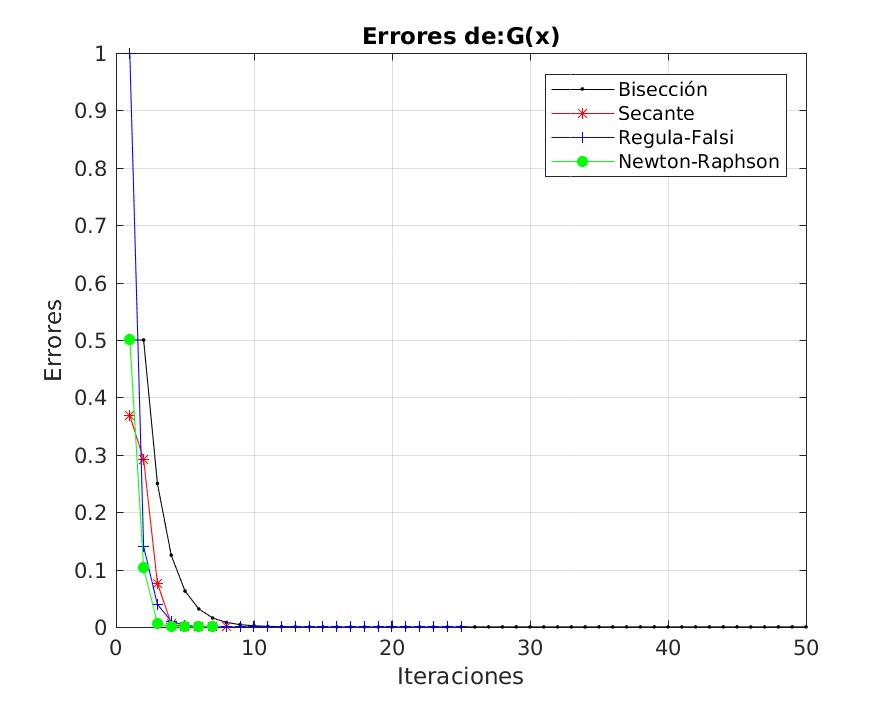 Errores de:G(x)
1
0.9
0.8
0.7
0.6
0.5
0.4
0.3
0.2
0.1
0
Errores
Bisección
Secante
Regula-Falsi
Newton-Raphson
0 10 20 30 40 50
Iteraciones